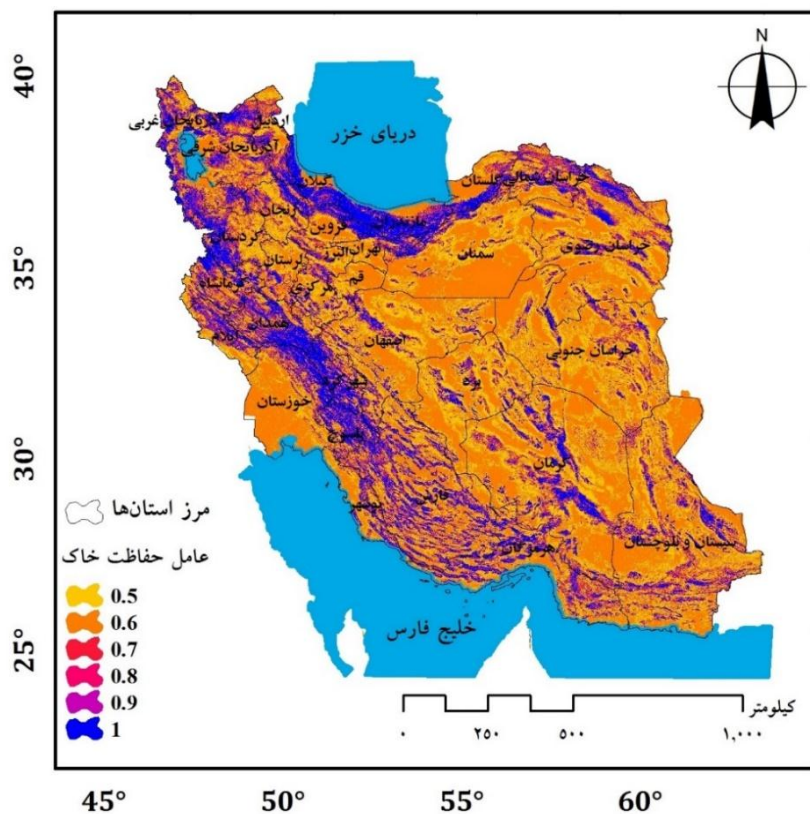 N
40°
35°
30°
25°
دریای خزر
آذربایجان غربی
اردبیل
آذربایجان شرقی
گیلان
گلستان
خراسان شمالی
زنجان
قزوین
مازندران
کردستان
تهران
البرز
سمنان
خراسان رضوی
لرستان
قم
کرمانشاه
مرکزی
همدان
ایلام
اصفهان
خراسان جنوبی
شهرکرد
یزد
خوزستان
یاسوج
کرمان
فارس
بوشهر
هرمزگان
سیستان و بلوچستان
خلیج فارس
مرز استان‌ها
عامل حفاظت خاک
0.5
0.6
0.7
0.8
0.9
1
کیلومتر
۰ ۲۵۰ ۵۰۰ ۱,۰۰۰
45° 50° 55° 60°